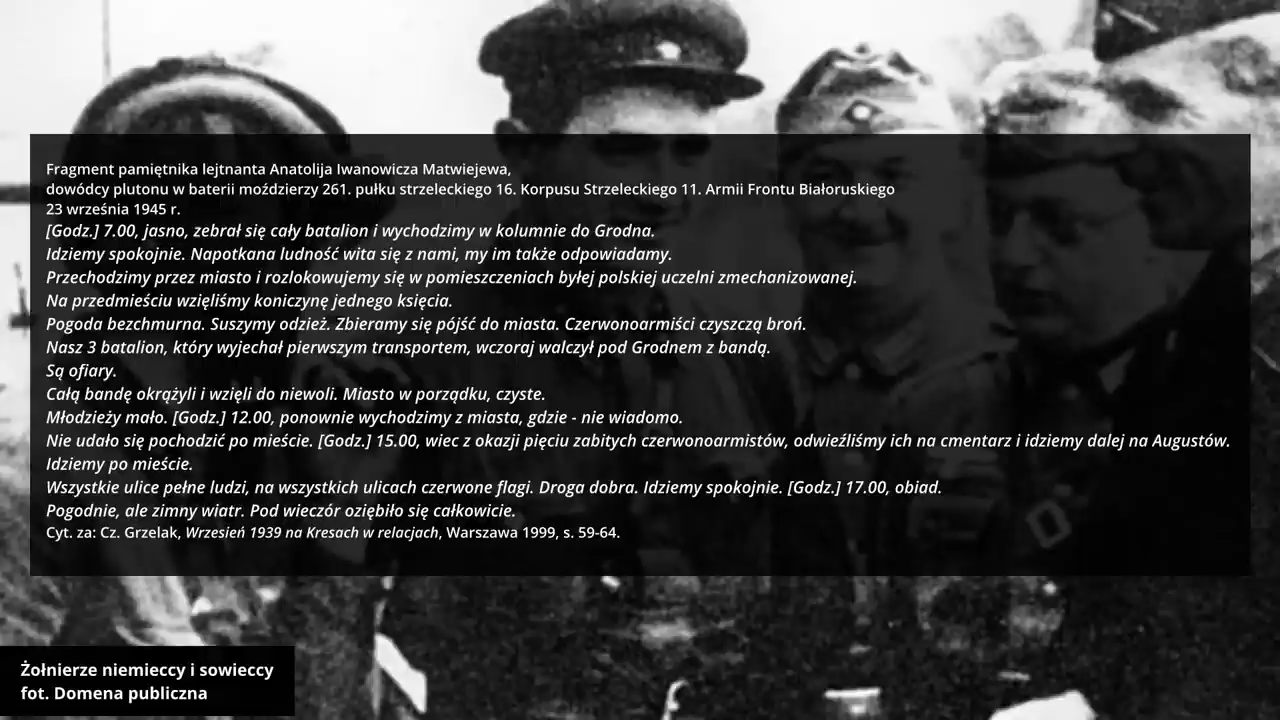 Fragment pamiętnika lejtnanta Anatolija Iwanowicza Matwiejewa,
dowódcy plutonu w baterii moździerzy 261. pułku strzeleckiego 16. Korpusu Strzeleckiego 11. Armii Frontu Białoruskiego
23 września 1945 r.
[Godz.] 7.00, jasno, zebrał się cały batalion i wychodzimy w kolumnie do Grodna.
Idziemy spokojnie. Napotkana ludność wita się z nami, my im także odpowiadamy.
Przechodzimy przez miasto i rozlokowujemy się w pomieszczeniach byłej polskiej uczelni zmechanizowanej.
Na przedmieściu wzięliśmy koniczynę jednego księcia.
Pogoda bezchmurna. Suszymy odzież. Zbieramy się pójść do miasta. Czerwonoarmiści czyszczą broń.
Nasz 3 batalion, który wyjechał pierwszym transportem, wczoraj walczył pod Grodnem z bandą.
Są ofiary.
Całą bandę okrążyli i wzięli do niewoli. Miasto w porządku, czyste.
Młodzieży mało. [Godz.] 12.00, ponownie wychodzimy z miasta, gdzie - nie wiadomo.
Nie udało się pochodzić po mieście. [Godz.] 15.00, wiec z okazji pięciu zabitych czerwonoarmistów, odwieźliśmy ich na cmentarz i idziemy dalej na Augustów.
Idziemy po mieście.
Wszystkie ulice pełne ludzi, na wszystkich ulicach czerwone flagi. Droga dobra. Idziemy spokojnie. [Godz.] 17.00, obiad.
Pogodnie, ale zimny wiatr. Pod wieczór oziębiło się całkowicie.
Cyt. za: Cz. Grzelak, Wrzesień 1939 na Kresach w relacjach, Warszawa 1999, s. 59-64.
Żołnierze niemieccy i sowieccy
fot. Domena publiczna